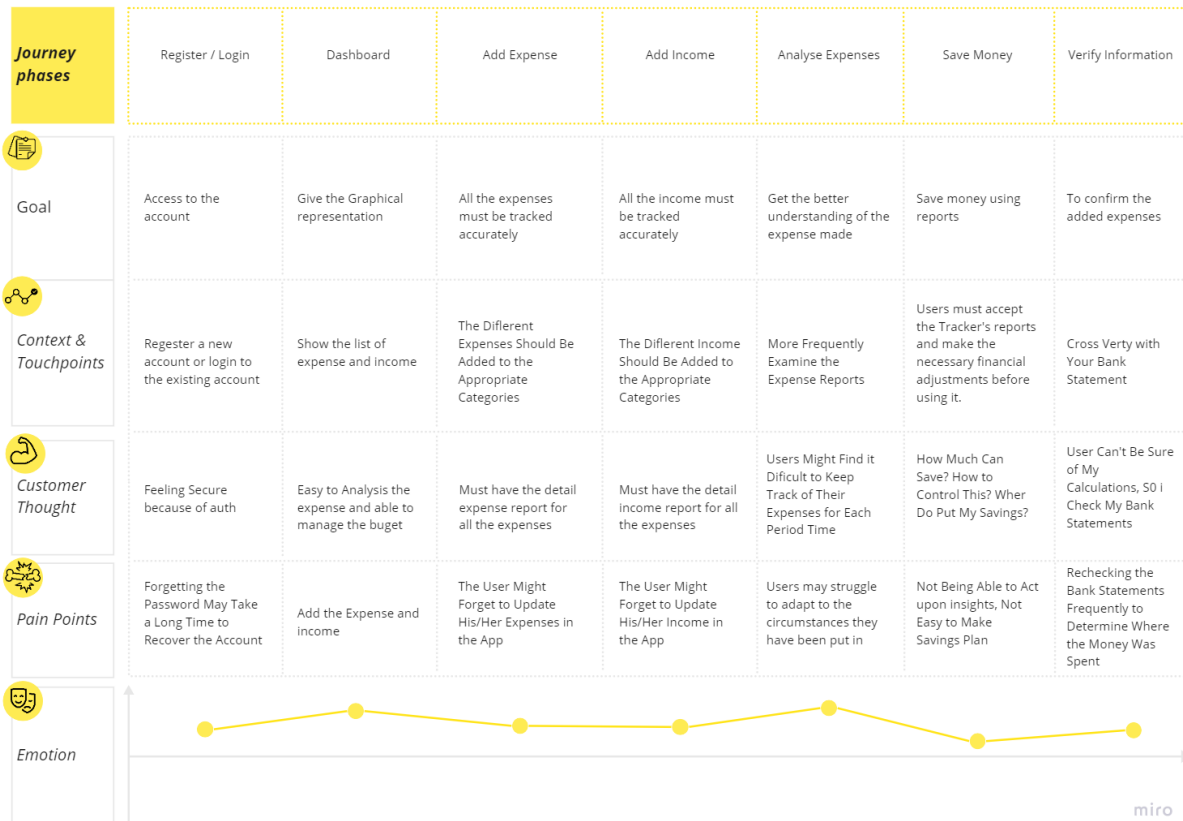 Journey
phases
Register / Login
Dashboard
Add Expense
Add Income
Analyse Expenses
Save Money
Verify Information
Goal
Access to the
account
Give the Graphical
representation
All the expenses
must be tracked
accurately
All the income must
be tracked
accurately
Get the better
understanding of the
expense made
Save money using
reports
To confirm the
added expenses
Context &
Touchpoints
Regester a new
account or login to
the existing account
Show the list of
expense and income
The Diflerent
Expenses Should Be
Added to the
Appropriate
Categories
The Diflerent Income
Should Be Added to
the Appropriate
Categories
More Frequently
Examine the
Expense Reports
Users must accept
the Tracker's reports
and make the
necessary financial
adjustments before
using it.
Cross Verty with
Your Bank
Statement
Customer
Thought
Feeling Secure
because of auth
Easy to Analysis the
expense and able to
manage the buget
Must have the detail
expense report for
all the expenses
Must have the detail
income report for all
the expenses
Users Might Find it
Dificult to Keep
Track of Their
Expenses for Each
Period Time
How Much Can
Save? How to
Control This? Wher
Do Put My Savings?
User Can't Be Sure
of My
Calculations, S0 i
Check My Bank
Statements
Pain Points
Forgetting the
Password May Take
a Long Time to
Recover the Account
Add the Expense and
income
The User Might
Forget to Update
His/Her Expenses in
the App
The User Might
Forget to Update
His/Her Income in
the App
Users may struggle
to adapt to the
circumstances they
have been put in
Not Being Able to Act
upon insights, Not
Easy to Make
Savings Plan
Rechecking the
Bank Statements
Frequently to
Determine Where
the Money Was
Spent
Emotion
miro